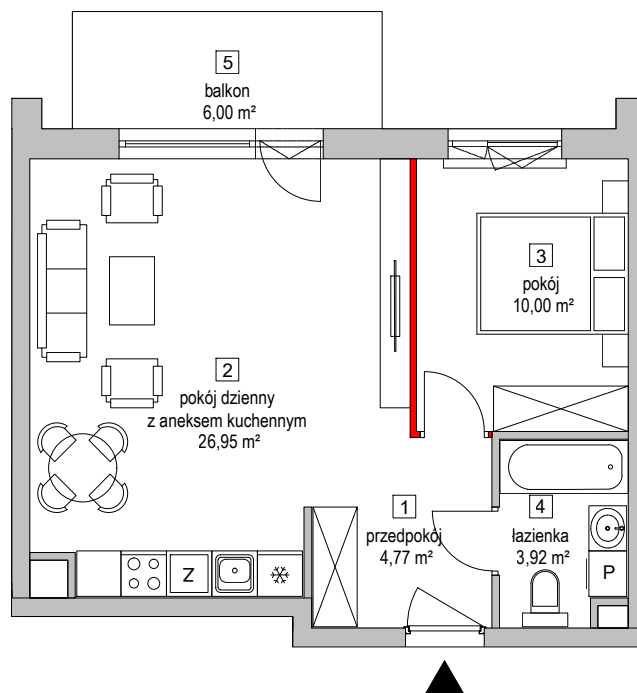 5
balkon
6,00 m²
3
pokój
10,00 m²
2
pokój dzienny
z aneksem kuchennym
26,95 m²
1
przedpokój
4,77 m²
4
łazienka
3,92 m²
Z
P